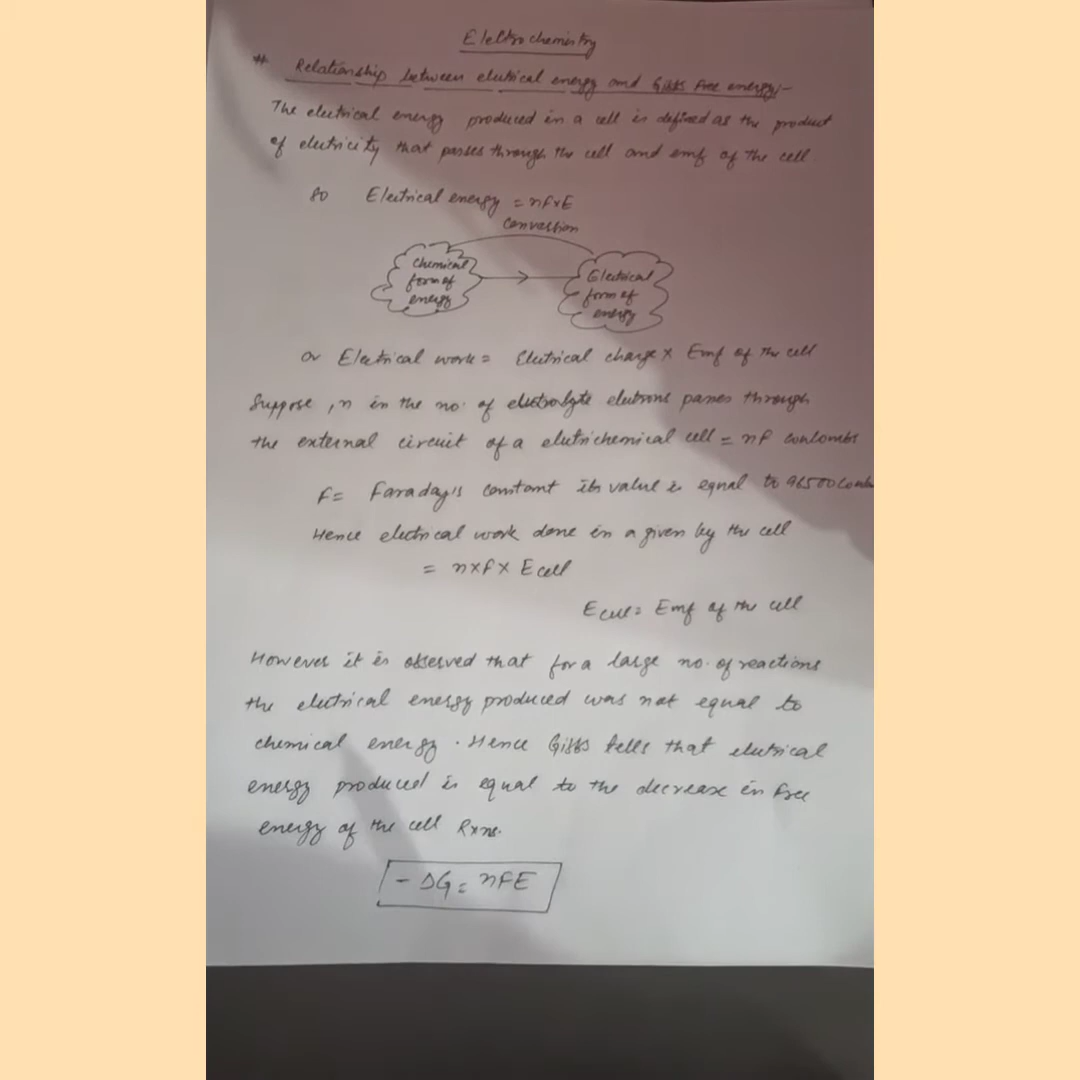 Electrochemistry
# Relationship between electrical energy and Gibbs free energy:-
The electrical energy produced in a cell is defined as the product
of electricity that passes through the cell and emf of the cell
so Electrical energy = nF×E
Convertion
Chemical
form of
energy
Electrical
form of
energy
or Electrical work = Electrical charge × Emf of the cell
Suppose, n in the no. of electrolyte electrons passes through
the external circuit of a eletrichemical cell = nF coulombs
F= Faraday's constant its value is equal to 96500
Hence electrical work done in a given by the cell
= n×F× Ecell
Ecell = Emf of the cell
However it is observed that for a large no. of reactions
the electrical energy produced was not equal to
chemical energy. Hence Gibbs tells that electrical
energy produced is equal to the decrease in free
energy of the cell Rxns.
-ΔG = nFE